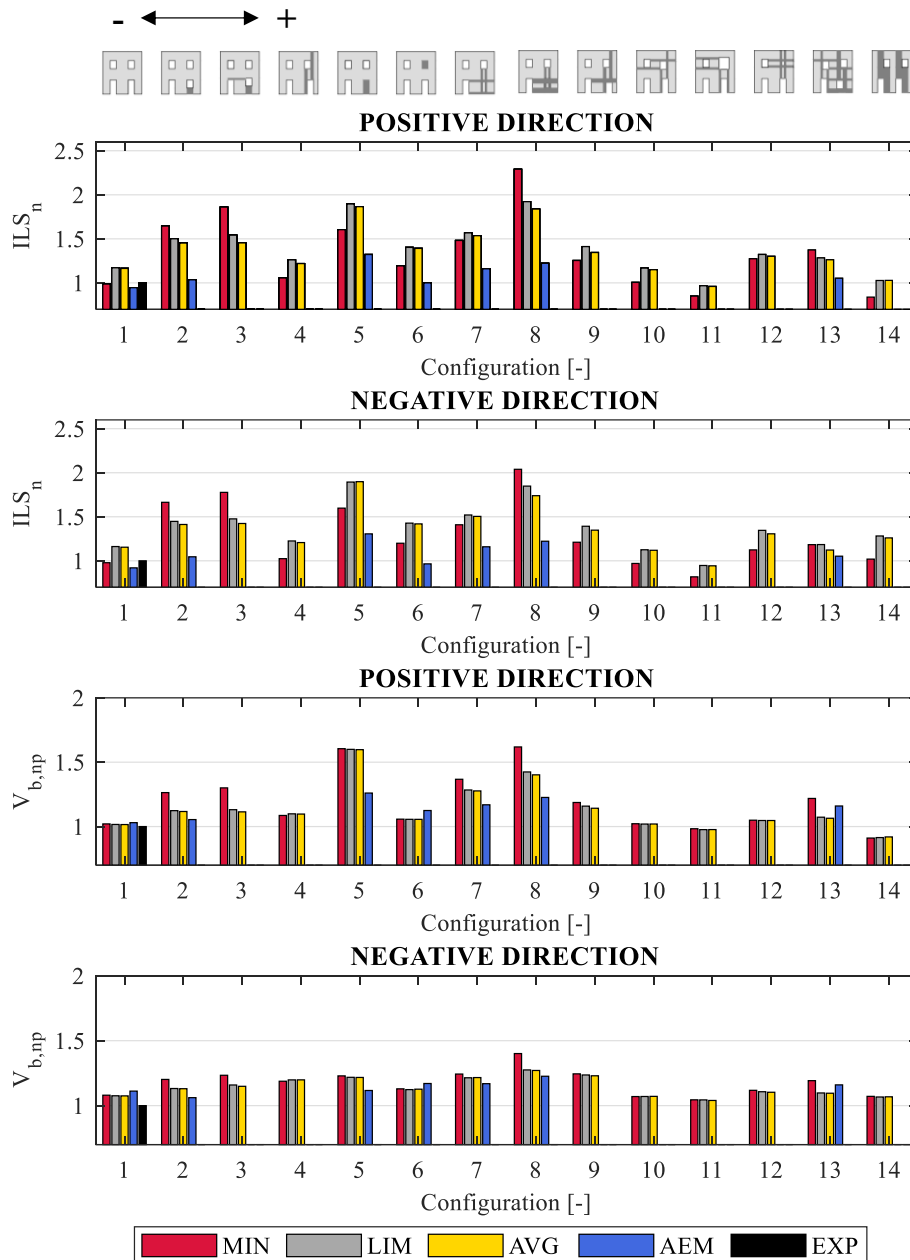 - +
POSITIVE DIRECTION
2.5
2
1.5
1
ILSn
1 2 3 4 5 6 7 8 9 10 11 12 13 14
Configuration [-]
NEGATIVE DIRECTION
2.5
2
1.5
1
ILSn
1 2 3 4 5 6 7 8 9 10 11 12 13 14
Configuration [-]
POSITIVE DIRECTION
2
1.5
1
Vb,np
1 2 3 4 5 6 7 8 9 10 11 12 13 14
Configuration [-]
NEGATIVE DIRECTION
2
1.5
1
Vb,np
1 2 3 4 5 6 7 8 9 10 11 12 13 14
Configuration [-]
MIN LIM AVG AEM EXP